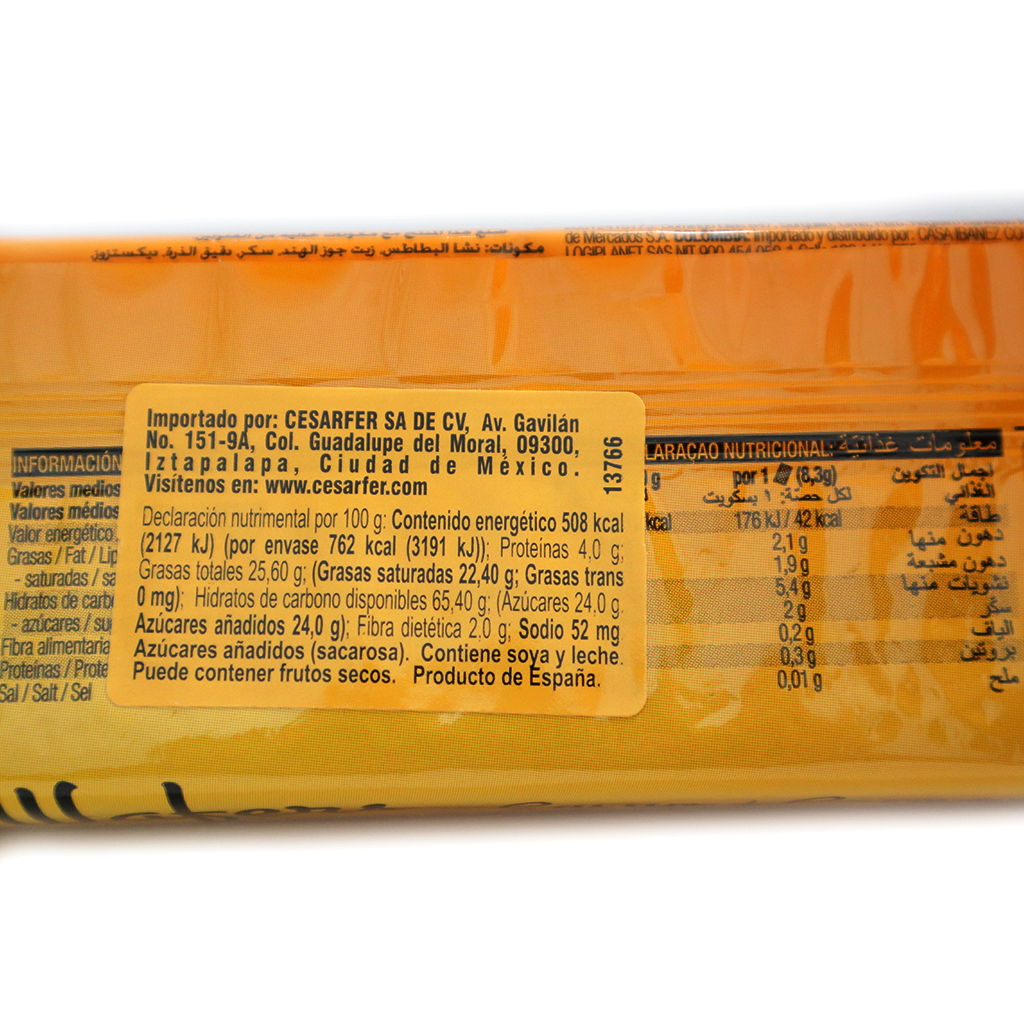 مكونات: نشا البطاطس, زيت جوز الهند, سكر, دقيق الذرة, ديكستروز,
de Mercados S.A. COLOMBIA: Importado y distribuido por: CASA IBAÑEZ
LOGIPLANET SAS NIT 900
Importado por: CESARFER SA DE CV, Av. Gavilán
No. 151-9A, Col. Guadalupe del Moral, 09300,
Iztapalapa, Ciudad de México.
Visítenos en: www.cesarfer.com
13766
Declaración nutrimental por 100 g: Contenido energético 508 kcal
(2127 kJ) (por envase 762 kcal (3191 kJ)); Proteínas 4,0 g;
Grasas totales 25,60 g; (Grasas saturadas 22,40 g; Grasas trans
0 mg); Hidratos de carbono disponibles 65,40 g; (Azúcares 24,0 g.
Azúcares añadidos 24,0 g); Fibra dietética 2,0 g; Sodio 52 mg
Azúcares añadidos (sacarosa). Contiene soya y leche.
Puede contener frutos secos. Producto de España.
INFORMACIÓN
Valores medios
Valores médios
Valor energético
Grasas / Fat / Lip
- saturadas / sa
Hidratos de carb
- azúcares / su
Fibra alimentaria
Proteínas / Prote
Sal / Salt / Sel
LARAÇAO NUTRICIONAL: معلومات غذائية
g por 1 (8,3g) اجمال التكوين
لكل حصة: ١ بسكويت الغذائي
kcal 176 kJ / 42 kcal طاقة
2,1 g دهون منها
1,9 g دهون مشبعة
5,4 g نشويات منها
2 g سكر
0,2 g الياف
0,3 g بروتين
0,01 g ملح